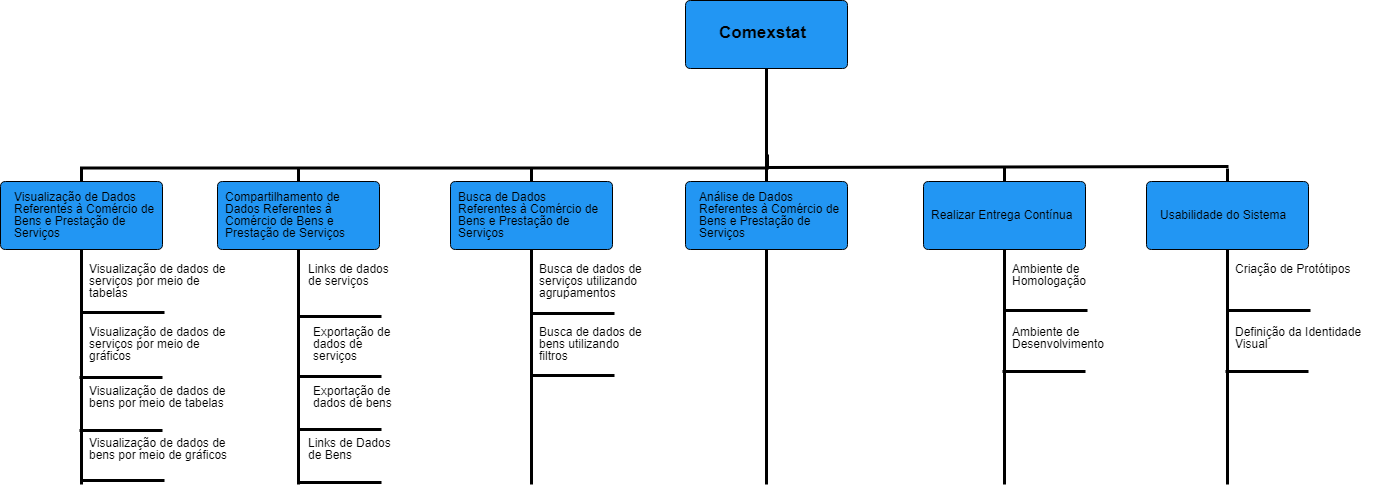 Comexstat
Visualização de Dados
Referentes à Comércio de
Bens e Prestação de
Serviços
Compartilhamento de
Dados Referentes à
Comércio de Bens e
Prestação de Serviços
Busca de Dados
Referentes à Comércio de
Bens e Prestação de
Serviços
Análise de Dados
Referentes à Comércio de
Bens e Prestação de
Serviços
Realizar Entrega Contínua
Usabilidade do Sistema
Visualização de dados de
serviços por meio de
tabelas
Visualização de dados de
serviços por meio de
gráficos
Visualização de dados de
bens por meio de tabelas
Visualização de dados de
bens por meio de gráficos
Links de dados
de serviços
Exportação de
dados de
serviços
Exportação de
dados de bens
Links de Dados
de Bens
Busca de dados de
serviços utilizando
agrupamentos
Busca de dados de
bens utilizando
filtros
Ambiente de
Homologação
Ambiente de
Desenvolvimento
Criação de Protótipos
Definição da Identidade
Visual